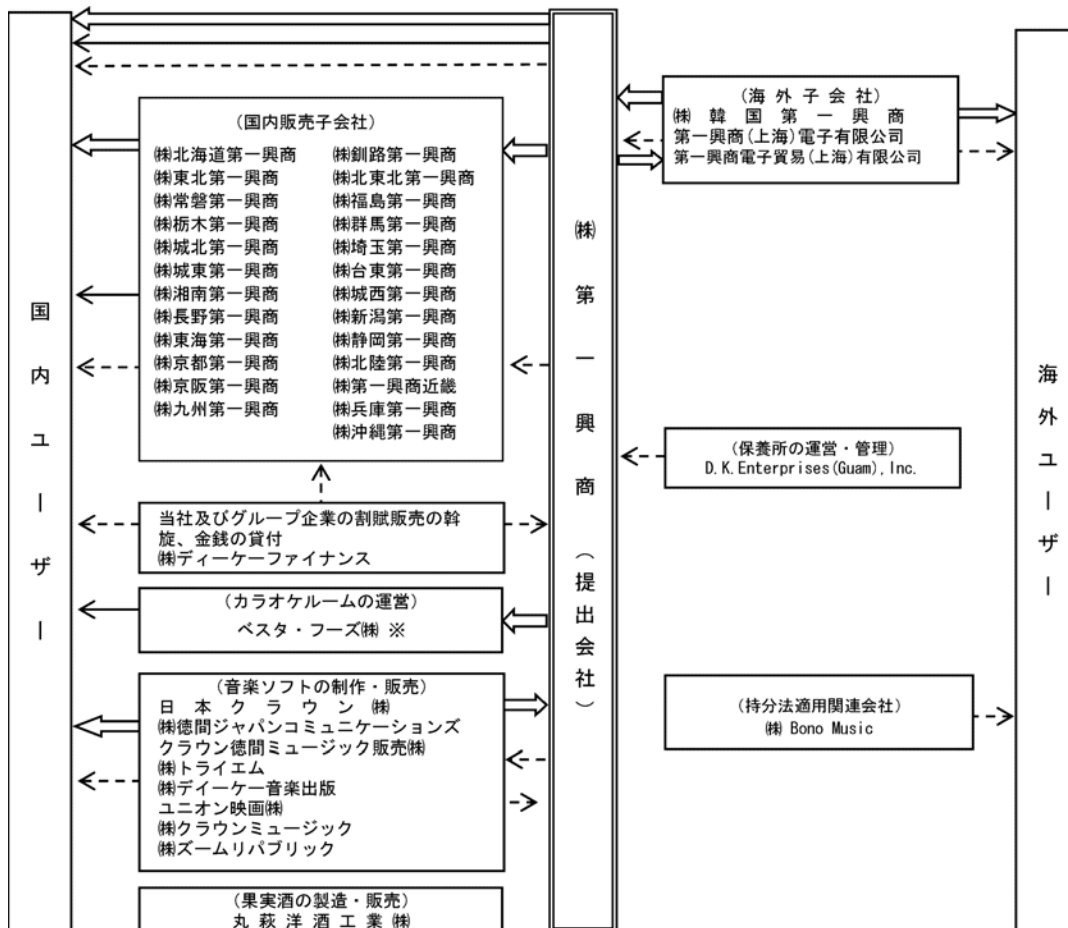 国内ユーザー
(国内販売子会社)
㈱北海道第一興商 ㈱釧路第一興商
㈱東北第一興商 ㈱北東北第一興商
㈱常磐第一興商 ㈱福島第一興商
㈱栃木第一興商 ㈱群馬第一興商
㈱城北第一興商 ㈱埼玉第一興商
㈱城東第一興商 ㈱台東第一興商
㈱湘南第一興商 ㈱城西第一興商
㈱長野第一興商 ㈱新潟第一興商
㈱東海第一興商 ㈱静岡第一興商
㈱京都第一興商 ㈱北陸第一興商
㈱京阪第一興商 ㈱第一興商近畿
㈱九州第一興商 ㈱兵庫第一興商
㈱沖縄第一興商
当社及びグループ企業の割賦販売の斡
旋、金銭の貸付
㈱ディーケーファイナンス
(カラオケルームの運営)
ベスタ・フーズ㈱ ※
(音楽ソフトの制作・販売)
日本クラウン㈱
㈱徳間ジャパンコミュニケーションズ
クラウン徳間ミュージック販売㈱
㈱トライエム
㈱デイーケー音楽出版
ユニオン映画㈱
㈱クラウンミュージック
㈱ズームリパブリック
(果実酒の製造・販売)
丸萩洋酒工業㈱
㈱第一興商(提出会社)
(海外子会社)
㈱韓国第一興商
第一興商(上海)電子有限公司
第一興商電子貿易(上海)有限公司
(保養所の運営・管理)
D.K.Enterprises(Guam),Inc.
(持分法適用関連会社)
㈱ Bono Music
海外ユーザー